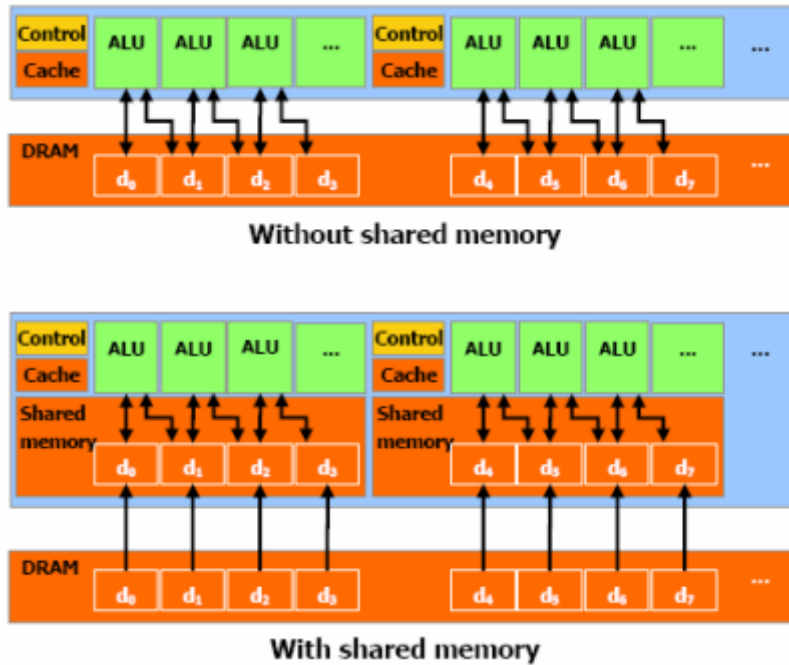 Control ALU ALU ALU ... Control ALU ALU ALU ... ...
Cache Cache
DRAM ...
d₀ d₁ d₂ d₃ d₄ d₅ d₆ d₇
Without shared memory
Control ALU ALU ALU ... Control ALU ALU ALU ... ...
Cache Cache
Shared Shared
memory memory
d₀ d₁ d₂ d₃ d₄ d₅ d₆ d₇
DRAM ...
d₀ d₁ d₂ d₃ d₄ d₅ d₆ d₇
With shared memory